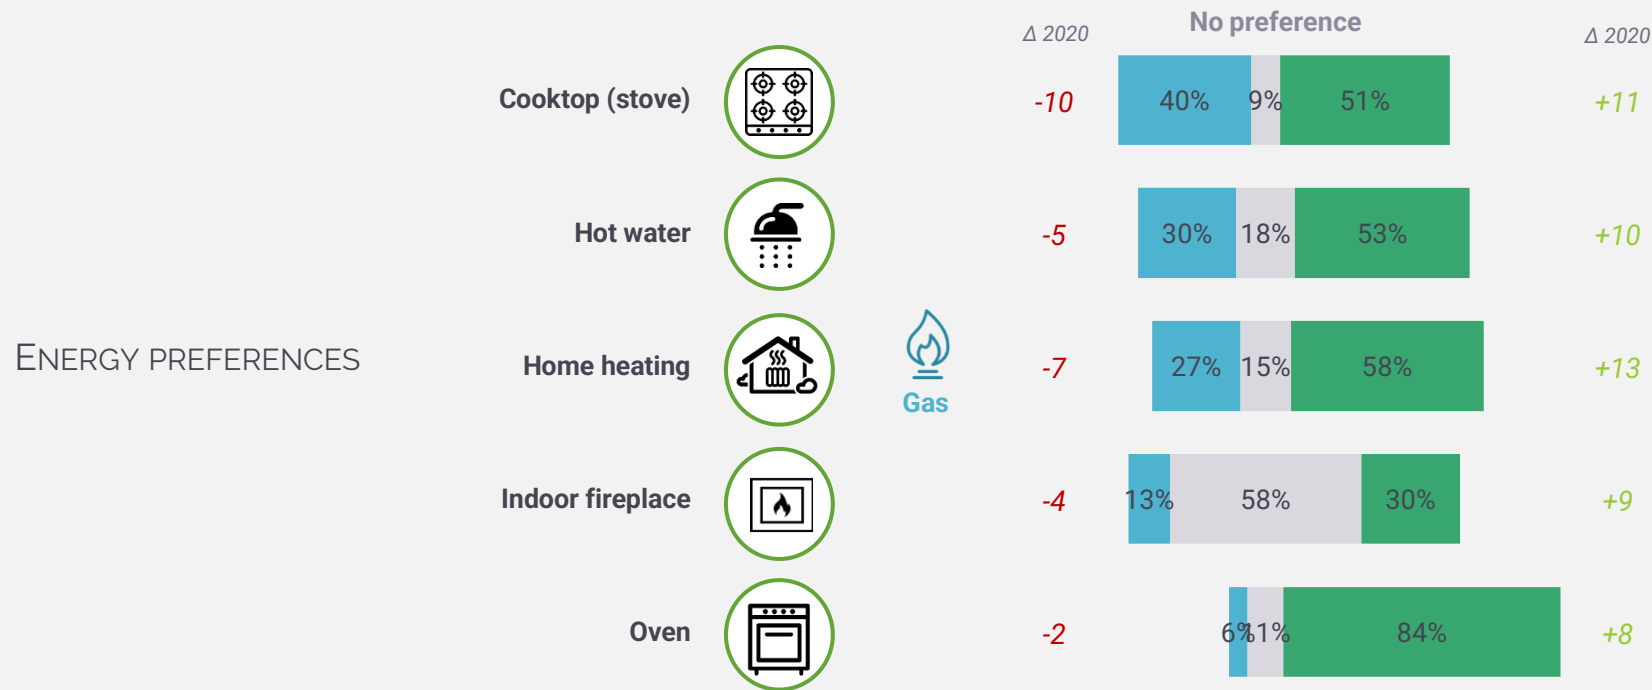 Δ 2020 No preference Δ 2020
Cooktop (stove) -10 40% 9% 51% +11
Hot water -5 30% 18% 53% +10
ENERGY PREFERENCES
Home heating -7 27% 15% 58% +13
Gas
Indoor fireplace -4 13% 58% 30% +9
Oven -2 6% 11% 84% +8